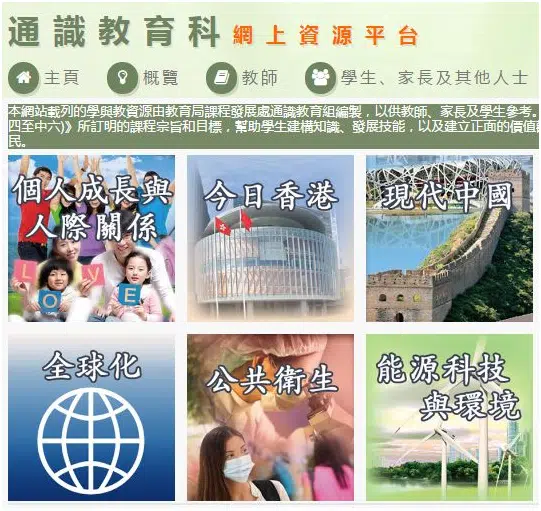 通識教育科 網上資源平台
主頁 概覽 教師 學生、家長及其他人士
本網站載列的學與教資源由教育局課程發展處通識教育組編製，以供教師、家長及學生參考。
四至中六)》所訂明的課程宗旨和目標，幫助學生建構知識、發展技能，以及建立正面的價值
民。
個人成長與
人際關係
今日香港
現代中國
LOVE
全球化
公共衛生
能源科技
與環境